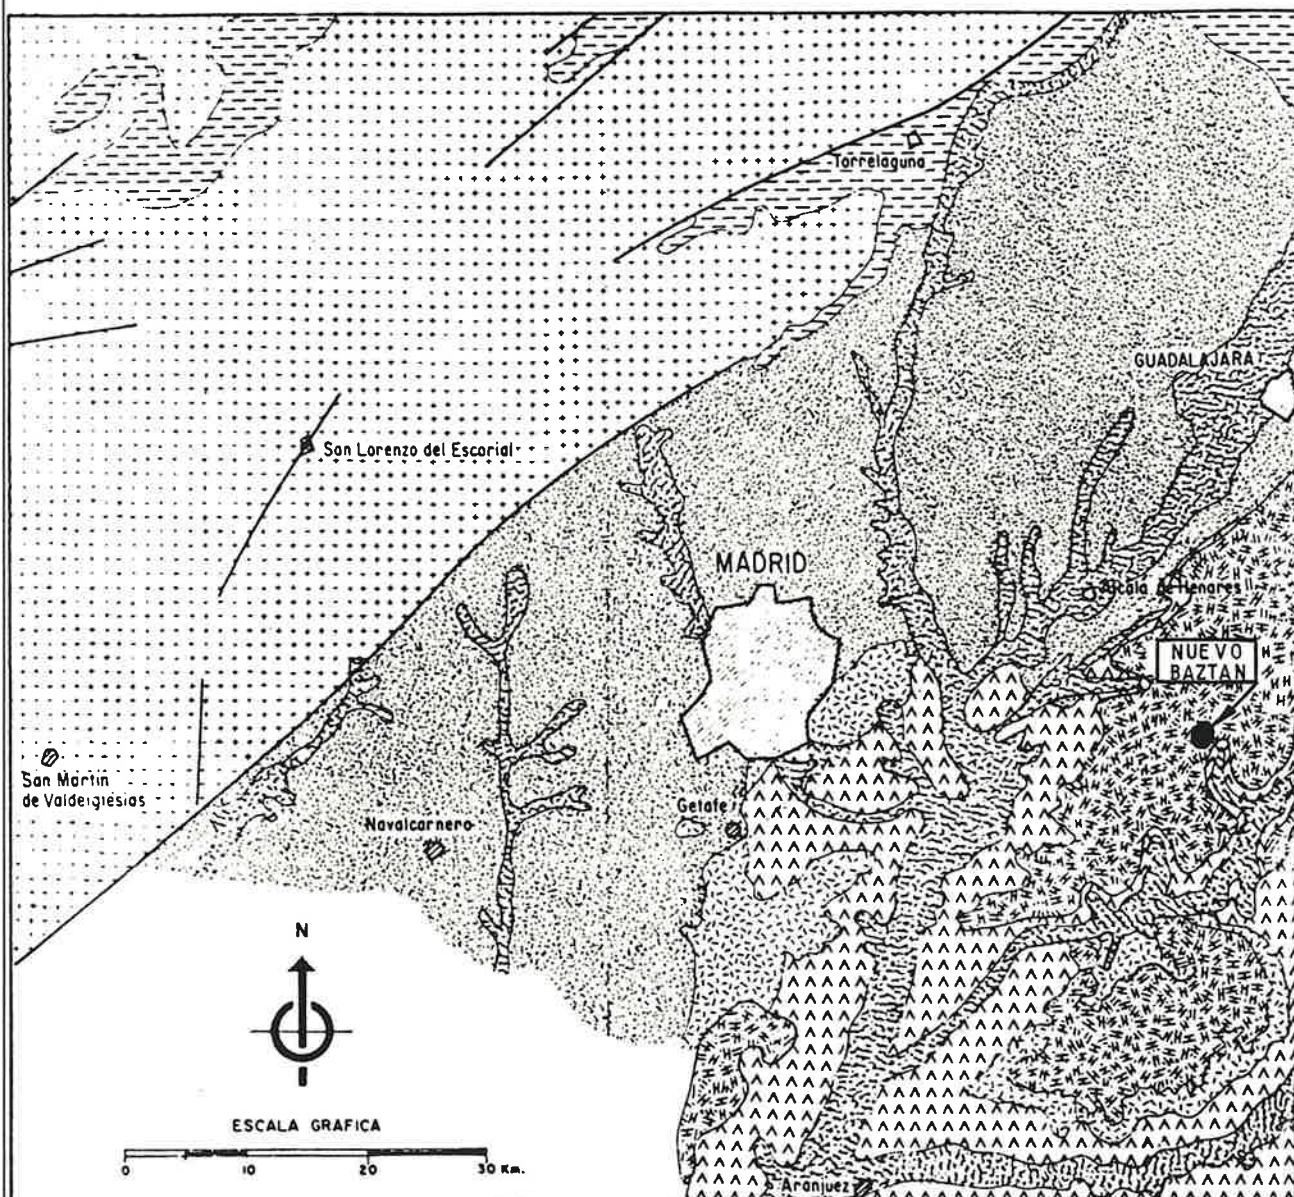 Torrelaguna
GUADALAJARA
San Lorenzo del Escorial
MADRID
Alcala de Henares
NUEVO
BAZTAN
San Martin
de Valdeiglesias
Getafe
Navalcarnero
N
ESCALA GRAFICA
0 10 20 30 Km.
Aranjuez